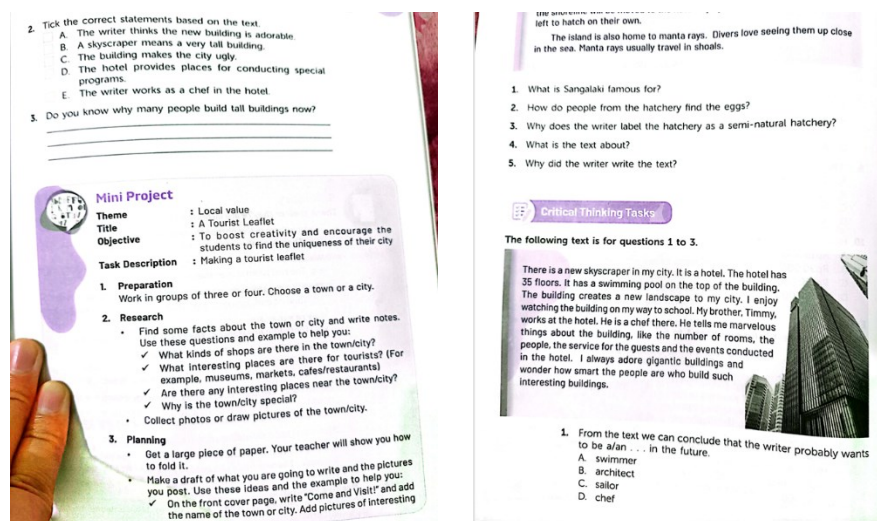 2. Tick the correct statements based on the text.
A. The writer thinks the new building is adorable.
B. A skyscraper means a very tall building.
C. The building makes the city ugly.
D. The hotel provides places for conducting special
programs.
E. The writer works as a chef in the hotel.
3. Do you know why many people build tall buildings now?
Mini Project
Theme : Local value
Title : A Tourist Leaflet
Objective : To boost creativity and encourage the
students to find the uniqueness of their city
Task Description : Making a tourist leaflet
1. Preparation
Work in groups of three or four. Choose a town or a city.
2. Research
• Find some facts about the town or city and write notes.
Use these questions and example to help you:
✓ What kinds of shops are there in the town/city?
✓ What interesting places are there for tourists? (For
example, museums, markets, cafes/restaurants)
✓ Are there any interesting places near the town/city?
✓ Why is the town/city special?
• Collect photos or draw pictures of the town/city.
3. Planning
• Get a large piece of paper. Your teacher will show you how
to fold it.
• Make a draft of what you are going to write and the pictures
you post. Use these ideas and the example to help you:
✓ On the front cover page, write "Come and Visit!" and add
the name of the town or city. Add pictures of interesting
left to hatch on their own.
The island is also home to manta rays. Divers love seeing them up close
in the sea. Manta rays usually travel in shoals.
1. What is Sangalaki famous for?
2. How do people from the hatchery find the eggs?
3. Why does the writer label the hatchery as a semi-natural hatchery?
4. What is the text about?
5. Why did the writer write the text?
Critical Thinking Tasks
The following text is for questions 1 to 3.
There is a new skyscraper in my city. It is a hotel. The hotel has
35 floors. It has a swimming pool on the top of the building.
The building creates a new landscape to my city. I enjoy
watching the building on my way to school. My brother, Timmy,
works at the hotel. He is a chef there. He tells me marvelous
things about the building, like the number of rooms, the
people, the service for the guests and the events conducted
in the hotel. I always adore gigantic buildings and
wonder how smart the people are who build such
interesting buildings.
1. From the text we can conclude that the writer probably wants
to be a/an . . . in the future.
A. swimmer
B. architect
C. sailor
D. chef